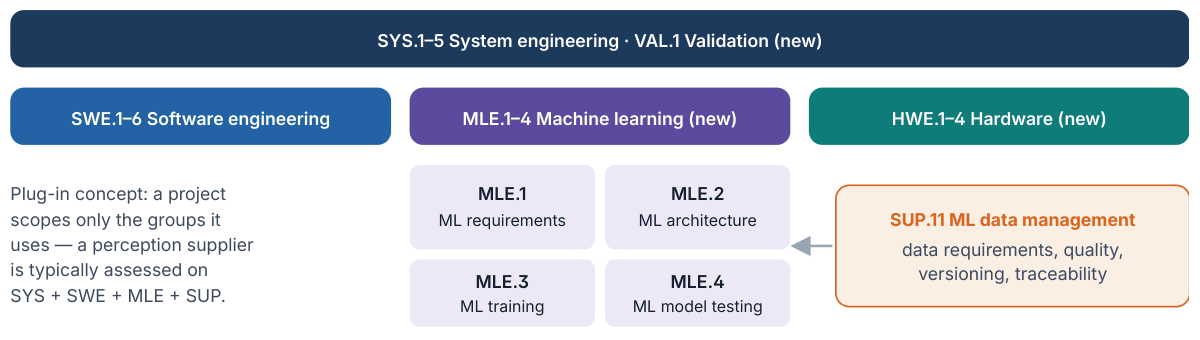 SYS.1–5 System engineering · VAL.1 Validation (new)
SWE.1–6 Software engineering
MLE.1–4 Machine learning (new)
HWE.1–4 Hardware (new)
Plug-in concept: a project
scopes only the groups it
uses — a perception supplier
is typically assessed on
SYS + SWE + MLE + SUP.
MLE.1
ML requirements
MLE.2
ML architecture
MLE.3
ML training
MLE.4
ML model testing
SUP.11 ML data management
data requirements, quality,
versioning, traceability